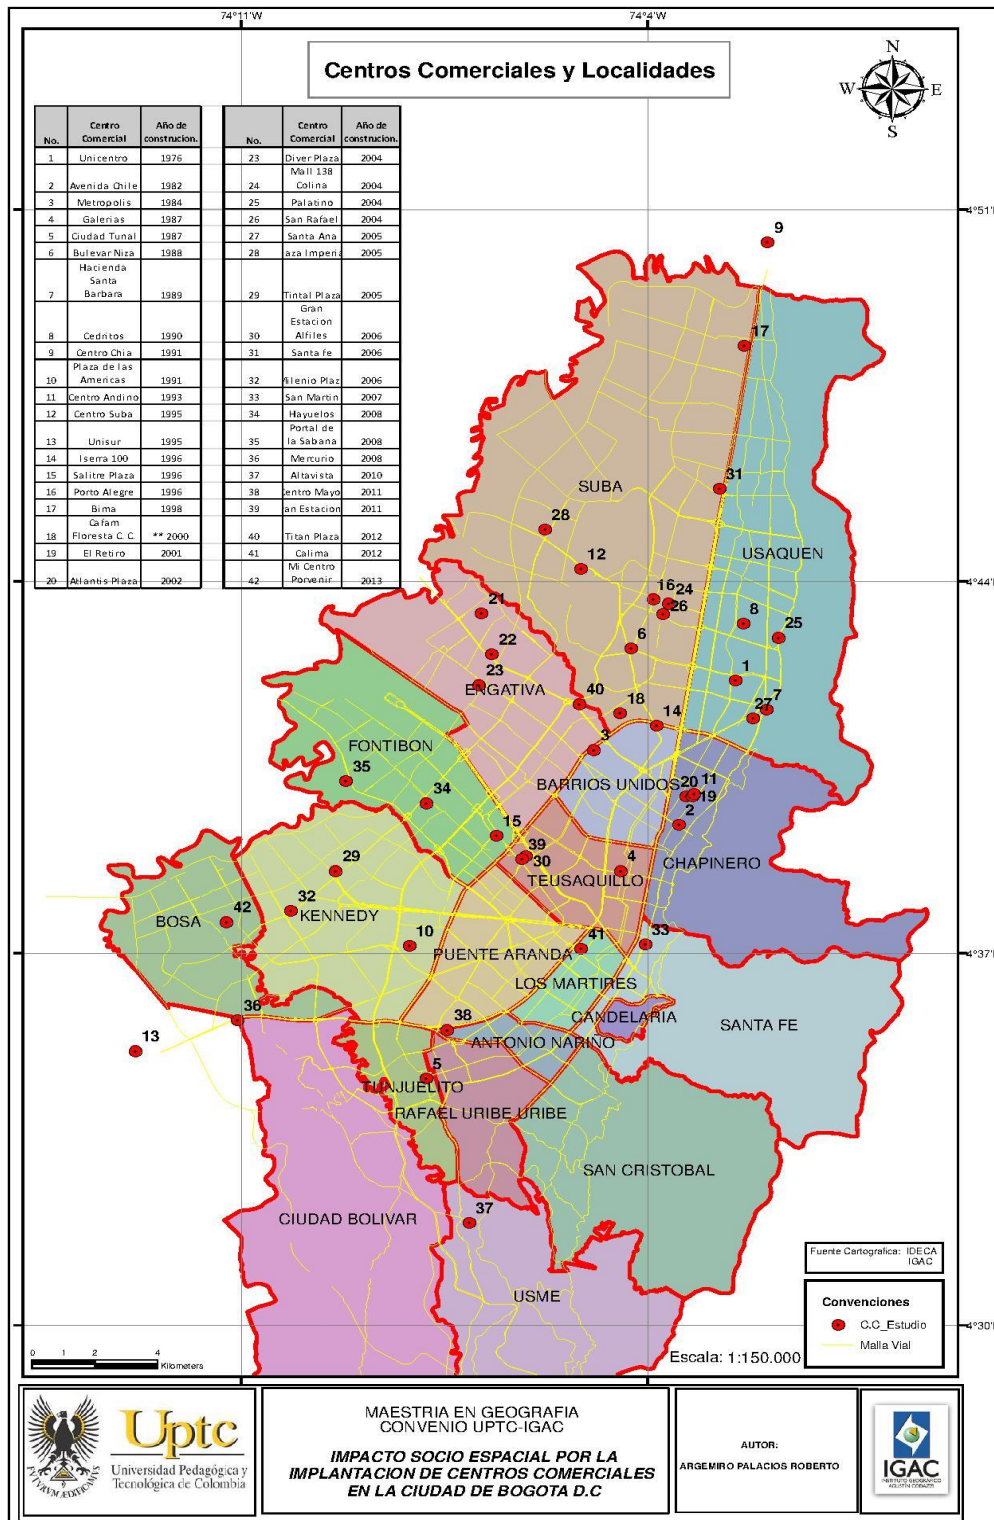 74°11'
74°4'
Centros Comerciales y Localidades
N
W
E
S
No. Centro Comercial Año de construcion.
1 Unicentro 1976
2 Avenida Chile 1982
3 Metropolis 1984
4 Galerias 1987
5 Ciudad Tunal 1987
6 Bulevar Niza 1988
7 Hacienda Santa Barbara 1989
8 Cedritos 1990
9 Centro Chia 1991
10 Plaza de las Americas 1991
11 Centro Andino 1993
12 Centro Suba 1995
13 Unisur 1995
14 Iserra 100 1996
15 Salitre Plaza 1996
16 Porto Alegre 1996
17 Bima 1998
18 Cafam Floresta C. C. ** 2000
19 El Retiro 2001
20 Atlantis Plaza 2002
No. Centro Comercial Año de construcion.
23 Diver Plaza 2004
24 Mall 138 Colina 2004
25 Palatino 2004
26 San Rafael 2004
27 Santa Ana 2005
28 aza Imperia 2005
29 Tintal Plaza 2005
30 Gran Estacion Alfiles 2006
31 Santa fe 2006
32 Milenio Plaz 2006
33 San Martin 2007
34 Hayuelos 2008
35 Portal de la Sabana 2008
36 Mercurio 2008
37 Altavista 2010
38 Centro Mayo 2011
39 an Estacion 2011
40 Titan Plaza 2012
41 Calima 2012
42 Mi Centro Porvenir 2013
4°51'
9
17
31
SUBA
28
USAQUEN
12
4°44'
16
24
26
21
8
25
6
22
1
23
ENGATIVA
40
18
7
27
14
3
FONTIBON
35
BARRIOS UNIDOS
20
11
19
34
2
15
39
30
4
CHAPINERO
29
TEUSAQUILLO
32
KENNEDY
BOSA
42
10
41
33
4°37'
PUENTE ARANDA
LOS MARTIRES
36
38
CANDELARIA
SANTA FE
13
ANTONIO NARIÑO
5
TUNJUELITO
RAFAEL URIBE URIBE
SAN CRISTOBAL
37
CIUDAD BOLIVAR
USME
Fuente Cartografica: IDECA
IGAC
Convenciones
C.C_Estudio
Malla Vial
4°30'
0 1 2 4
Kilometers
Escala: 1:150.000
FVTVRVM ÆDIFICAMVS
Uptc
Universidad Pedagógica y
Tecnológica de Colombia
MAESTRIA EN GEOGRAFIA
CONVENIO UPTC-IGAC
IMPACTO SOCIO ESPACIAL POR LA
IMPLANTACION DE CENTROS COMERCIALES
EN LA CIUDAD DE BOGOTA D.C
AUTOR:
ARGEMIRO PALACIOS ROBERTO
IGAC
INSTITUTO GEOGRÁFICO
AGUSTÍN CODAZZI